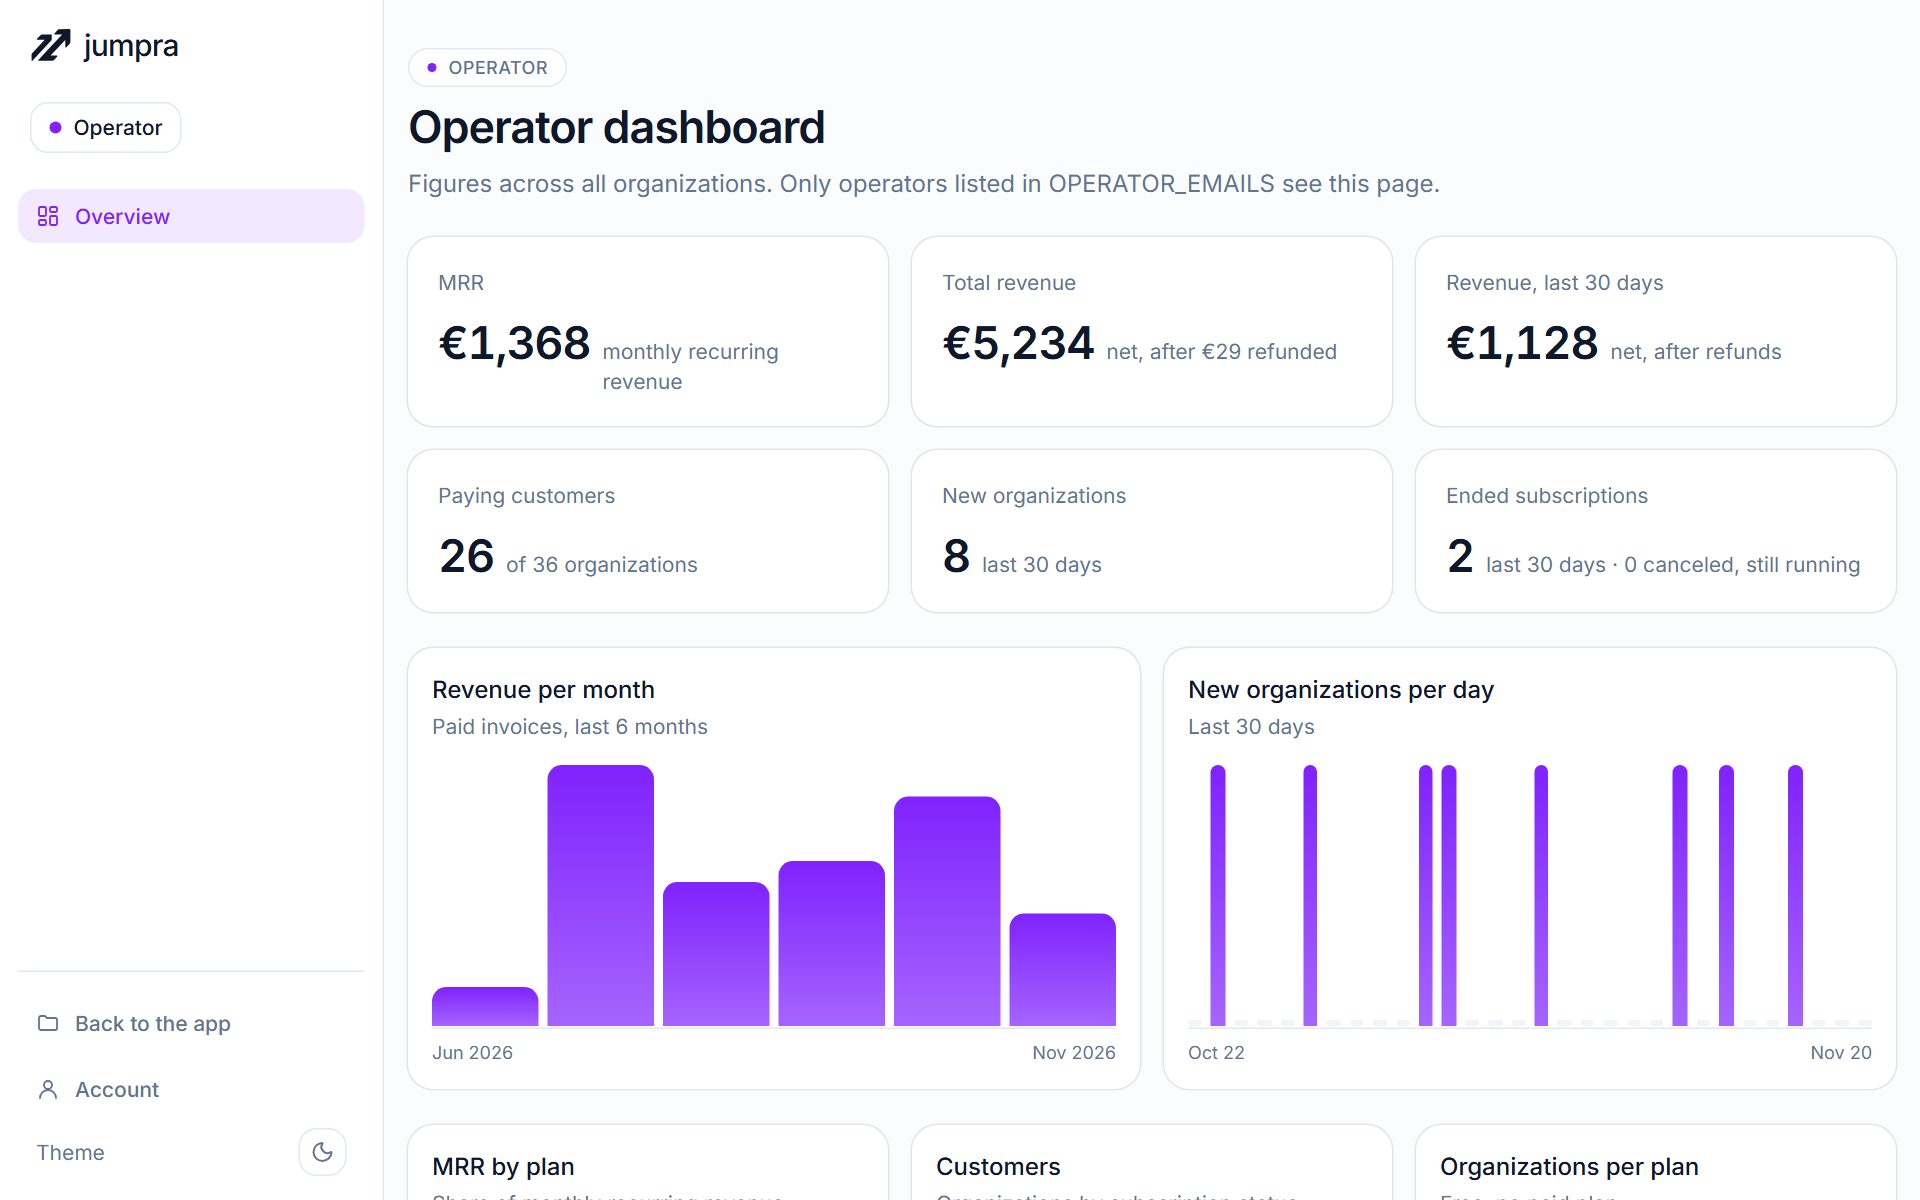 jumpra
Operator
Overview
Back to the app
Account
Theme
OPERATOR
Operator dashboard
Figures across all organizations. Only operators listed in OPERATOR_EMAILS see this page.
MRR
€1,368 monthly recurring
revenue
Total revenue
€5,234 net, after €29 refunded
Revenue, last 30 days
€1,128 net, after refunds
Paying customers
26 of 36 organizations
New organizations
8 last 30 days
Ended subscriptions
2 last 30 days · 0 canceled, still running
Revenue per month
Paid invoices, last 6 months
Jun 2026 Nov 2026
New organizations per day
Last 30 days
Oct 22 Nov 20
MRR by plan
Customers
Organizations per plan